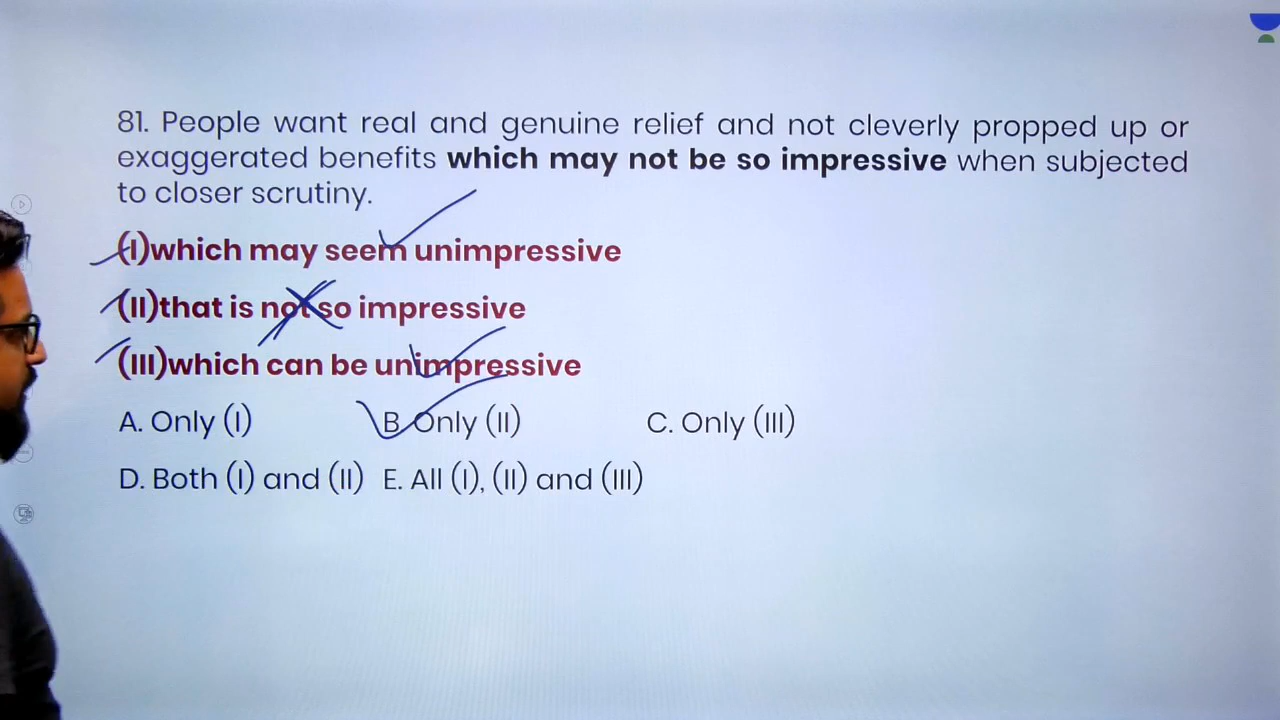 81. People want real and genuine relief and not cleverly propped up or
exaggerated benefits which may not be so impressive when subjected
to closer scrutiny.
(I)which may seem unimpressive
(II)that is not so impressive
(III)which can be unimpressive
A. Only (I) B. Only (II) C. Only (III)
D. Both (I) and (II) E. All (I), (II) and (III)